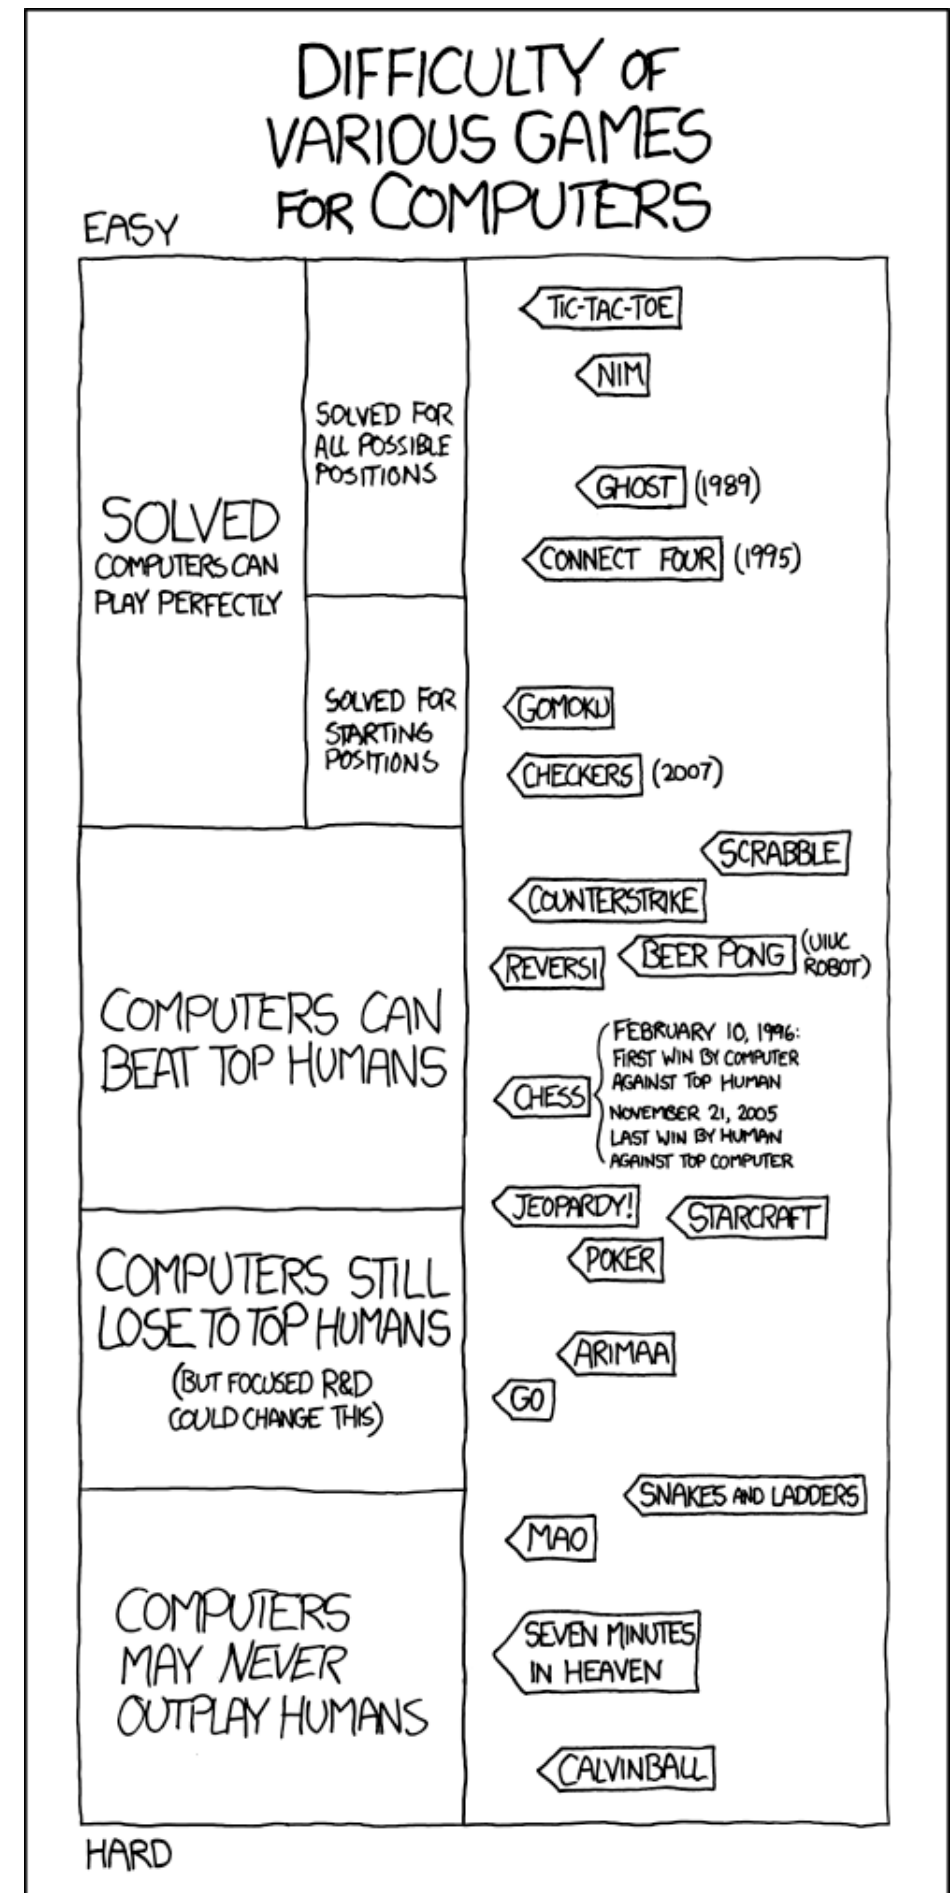 DIFFICULTY OF
VARIOUS GAMES
FOR COMPUTERS
EASY
SOLVED
COMPUTERS CAN
PLAY PERFECTLY
SOLVED FOR
ALL POSSIBLE
POSITIONS
TIC-TAC-TOE
NIM
GHOST (1989)
CONNECT FOUR (1995)
SOLVED FOR
STARTING
POSITIONS
GOMOKU
CHECKERS (2007)
COMPUTERS CAN
BEAT TOP HUMANS
SCRABBLE
COUNTERSTRIKE
REVERSI
BEER PONG (UIUC
ROBOT)
CHESS
FEBRUARY 10, 1996:
FIRST WIN BY COMPUTER
AGAINST TOP HUMAN
NOVEMBER 21, 2005
LAST WIN BY HUMAN
AGAINST TOP COMPUTER
JEOPARDY!
STARCRAFT
COMPUTERS STILL
LOSE TO TOP HUMANS
(BUT FOCUSED R&D
COULD CHANGE THIS)
POKER
ARIMAA
GO
COMPUTERS
MAY NEVER
OUTPLAY HUMANS
SNAKES AND LADDERS
MAO
SEVEN MINUTES
IN HEAVEN
CALVINBALL
HARD